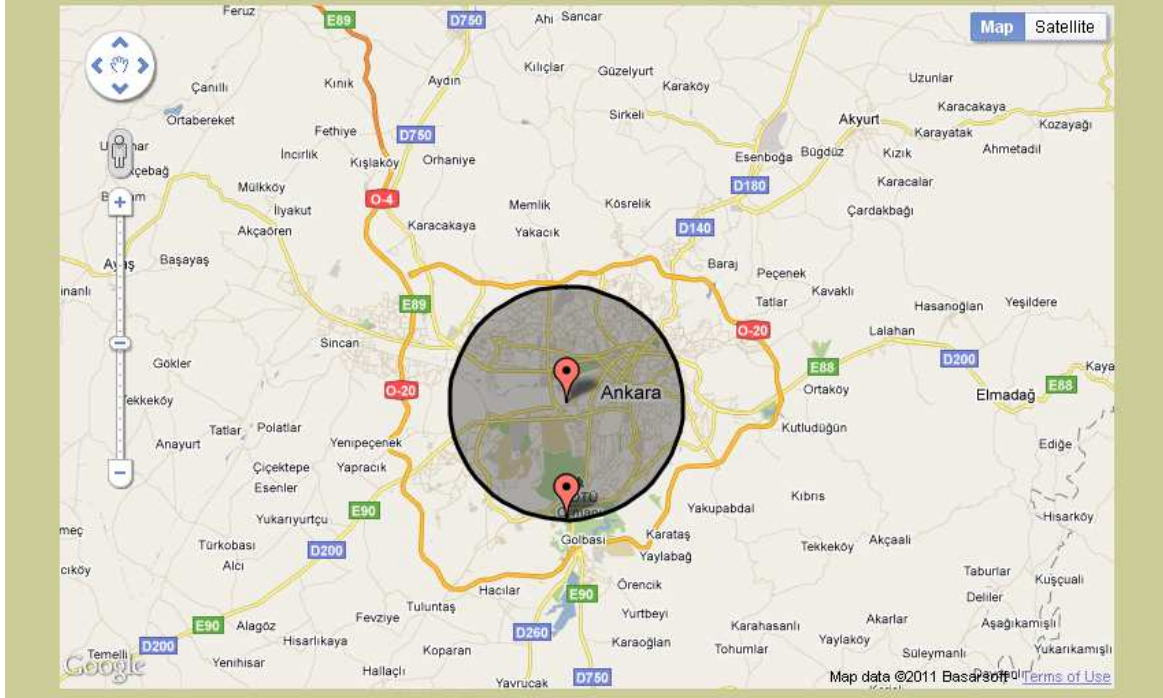 Feruz
E89
D750
Ahi Sancar
Map
Satellite
Çanıllı
Kınık
Aydın
Kılıçlar
Güzelyurt
Karaköy
Uzunlar
Ortabereket
Sirkeli
Akyurt
Karacakaya
Fethiye
D750
Karayatak
Kozayağı
İncirlik
Kışlaköy
Orhaniye
Esenboğa
Buğdüz
Kızık
Ahmetadil
Mülkköy
O-4
D180
Karacalar
İlyakut
Memlik
Kösrelik
Çardakbağı
Akçaören
Karacakaya
Yakacık
D140
Başayaş
Baraj
Peçenek
E89
Tatlar
Kavaklı
Hasanoğlan
Yeşildere
Sincan
O-20
Lalahan
Gökler
E88
D200
Kaya
O-20
Ankara
Ortaköy
E88
Elmadağ
Tatlar
Polatlar
Kutludüğün
Anayurt
Yenipeçenek
Ediğe
Çiçektepe
Yapracık
Esenler
Kıbrıs
Yukarıyurtçu
E90
Yakupabdal
Hisarköy
Türkobası
D200
Golbası
Karataş
Tekkeköy
Akçaali
Alcı
Yaylabağ
Taburlar
Kuşçuali
Hacılar
E90
Örencik
Deliler
Tuluntaş
Yurtbeyi
E90
Alagöz
Fevziye
D260
Karahasanlı
Akarlar
Aşağıkamışlı
D200
Hisarlıkaya
Karaoğlan
Yaylaköy
Temelli
Koparan
Tohumlar
Süleymanlı
Yukarıkamışlı
Google
Yenihisar
Hallaçlı
Yavrucak
D750
Map data ©2011 Basarsoft - Terms of Use